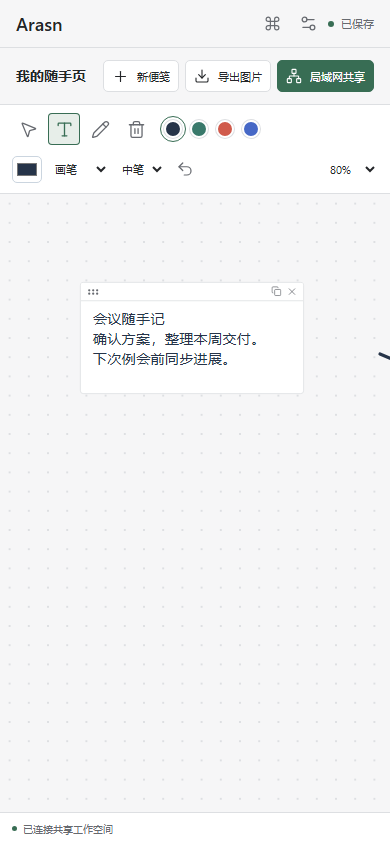 Arasn
已保存
我的随手页
新便笺
导出图片
局域网共享
画笔
中笔
80%
会议随手记
确认方案，整理本周交付。
下次例会前同步进展。
已连接共享工作空间